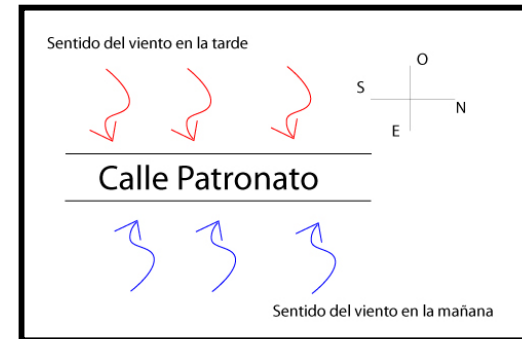 Sentido del viento en la tarde
O
S
N
E
Calle Patronato
Sentido del viento en la mañana